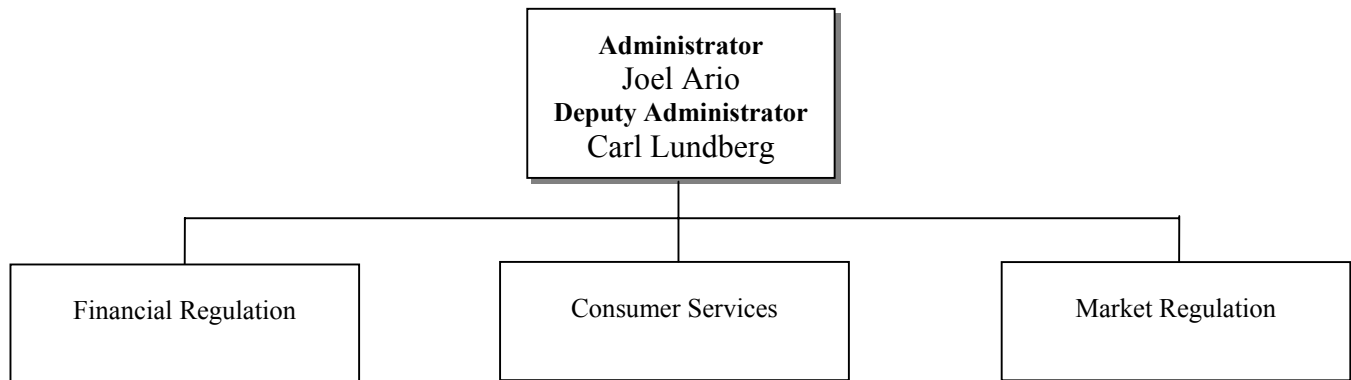 Administrator
Joel Ario
Deputy Administrator
Carl Lundberg
Financial Regulation
Consumer Services
Market Regulation